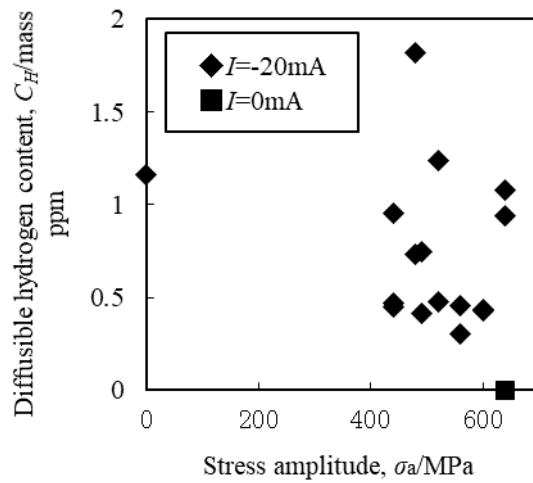 Diffusible hydrogen content, C_H/mass
ppm
2
1.5
1
0.5
0
I=-20mA
I=0mA
0 200 400 600
Stress amplitude, σa/MPa